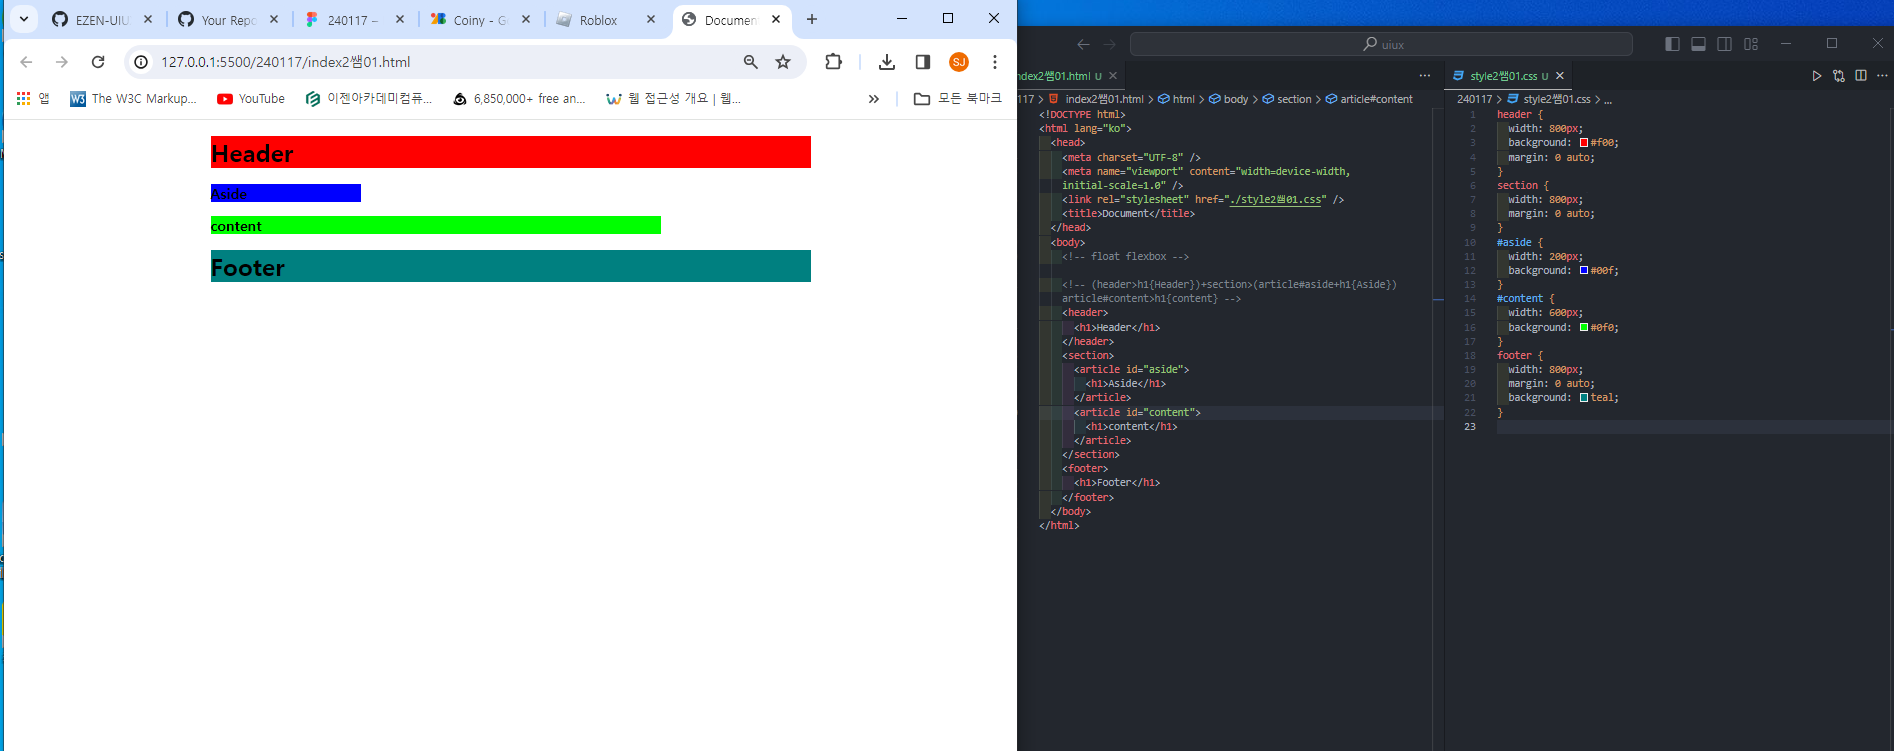 EZEN-UIU
Your Repo
240117 –
Coiny - G
Roblox
Documen
127.0.0.1:5500/240117/index2쌤01.html
SJ
앱
The W3C Markup...
YouTube
이젠아카데미컴퓨...
6,850,000+ free an...
웹 접근성 개요 | 웹...
모든 북마크
Header
Aside
content
Footer
uiux
ndex2쌤01.html U
17 > index2쌤01.html > html > body > section > article#content
<!DOCTYPE html>
<html lang="ko">
<head>
<meta charset="UTF-8" />
<meta name="viewport" content="width=device-width,
initial-scale=1.0" />
<link rel="stylesheet" href="./style2쌤01.css" />
<title>Document</title>
</head>
<body>
<!-- float flexbox -->
<!-- (header>h1{Header})+section>(article#aside+h1{Aside})
article#content>h1{content} -->
<header>
<h1>Header</h1>
</header>
<section>
<article id="aside">
<h1>Aside</h1>
</article>
<article id="content">
<h1>content</h1>
</article>
</section>
<footer>
<h1>Footer</h1>
</footer>
</body>
</html>
style2쌤01.css U
240117 > style2쌤01.css > ...
1 header {
2 width: 800px;
3 background: #f00;
4 margin: 0 auto;
5 }
6 section {
7 width: 800px;
8 margin: 0 auto;
9 }
10 #aside {
11 width: 200px;
12 background: #00f;
13 }
14 #content {
15 width: 600px;
16 background: #0f0;
17 }
18 footer {
19 width: 800px;
20 margin: 0 auto;
21 background: teal;
22 }
23